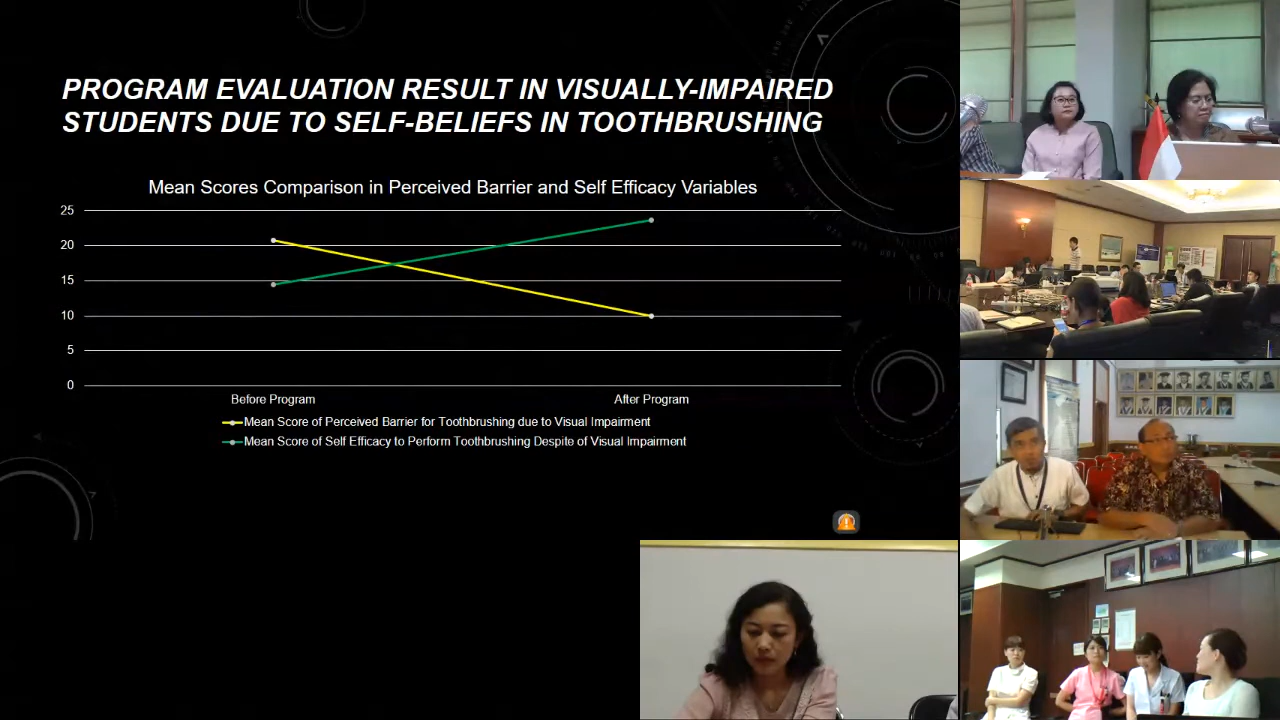 PROGRAM EVALUATION RESULT IN VISUALLY-IMPAIRED
STUDENTS DUE TO SELF-BELIEFS IN TOOTHBRUSHING
Mean Scores Comparison in Perceived Barrier and Self Efficacy Variables
25
20
15
10
5
0
Before Program
After Program
Mean Score of Perceived Barrier for Toothbrushing due to Visual Impairment
Mean Score of Self Efficacy to Perform Toothbrushing Despite of Visual Impairment